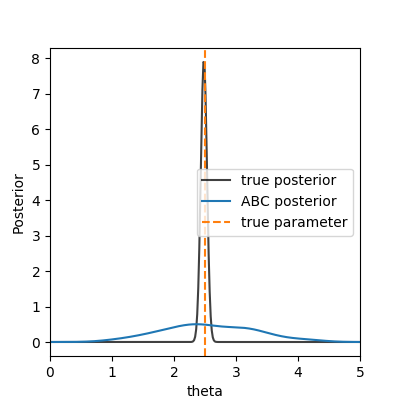 8
7
6
5
4
3
2
1
0
Posterior
true posterior
ABC posterior
true parameter
0 1 2 3 4 5
theta